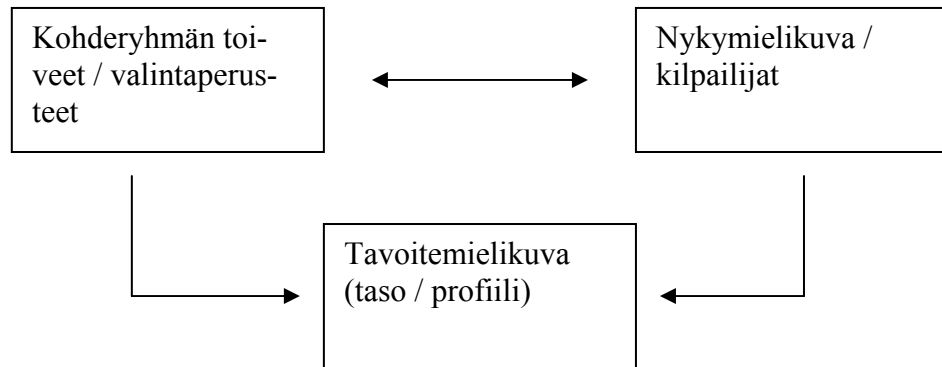 Kohderyhmän toi-
veet / valintaperus-
teet
Nykymielikuva /
kilpailijat
Tavoitemielikuva
(taso / profiili)